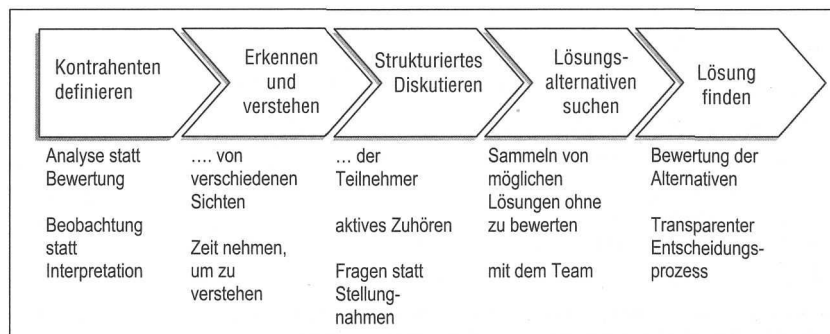 Kontrahenten
definieren
Erkennen
und
verstehen
Strukturiertes
Diskutieren
Lösungs-
alternativen
suchen
Lösung
finden
Analyse statt
Bewertung
Beobachtung
statt
Interpretation
.... von
verschiedenen
Sichten
Zeit nehmen,
um zu
verstehen
... der
Teilnehmer
aktives Zuhören
Fragen statt
Stellung-
nahmen
Sammeln von
möglichen
Lösungen ohne
zu bewerten
mit dem Team
Bewertung der
Alternativen
Transparenter
Entscheidungs-
prozess